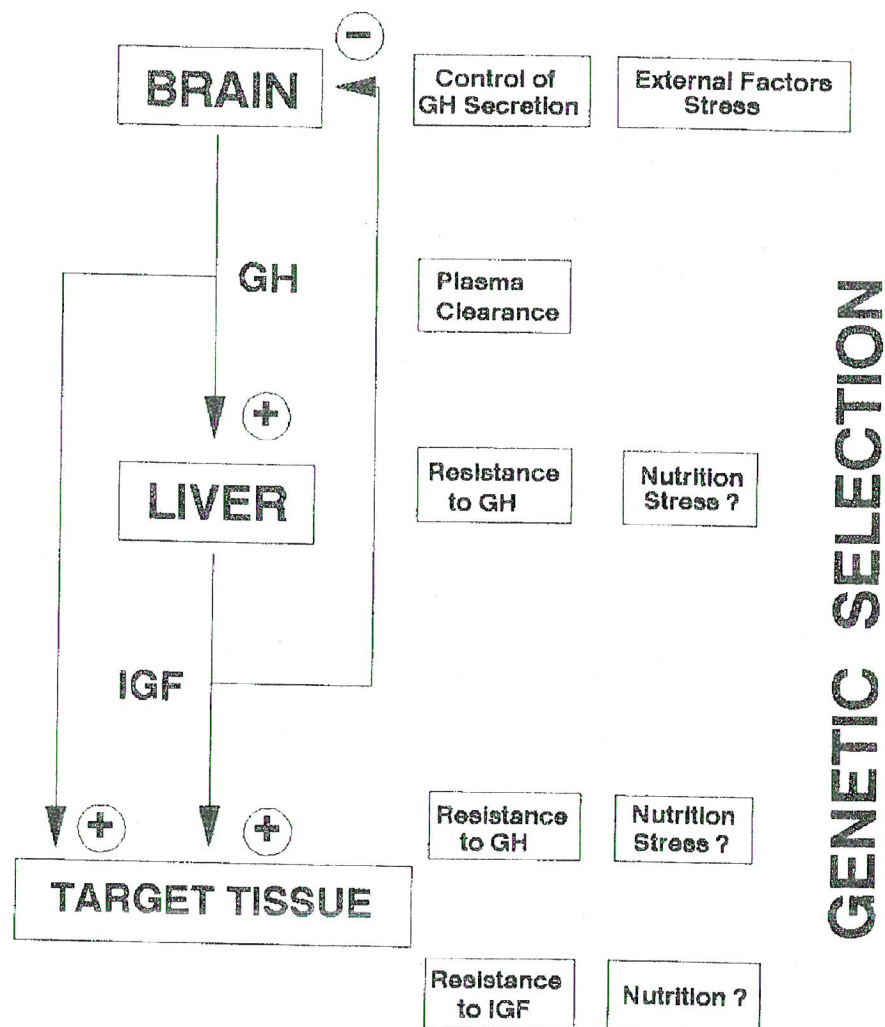 −
BRAIN
Control of
GH Secretion
External Factors
Stress
GH
Plasma
Clearance
+
LIVER
Resistance
to GH
Nutrition
Stress ?
IGF
+
+
Resistance
to GH
Nutrition
Stress ?
TARGET TISSUE
Resistance
to IGF
Nutrition ?
GENETIC SELECTION